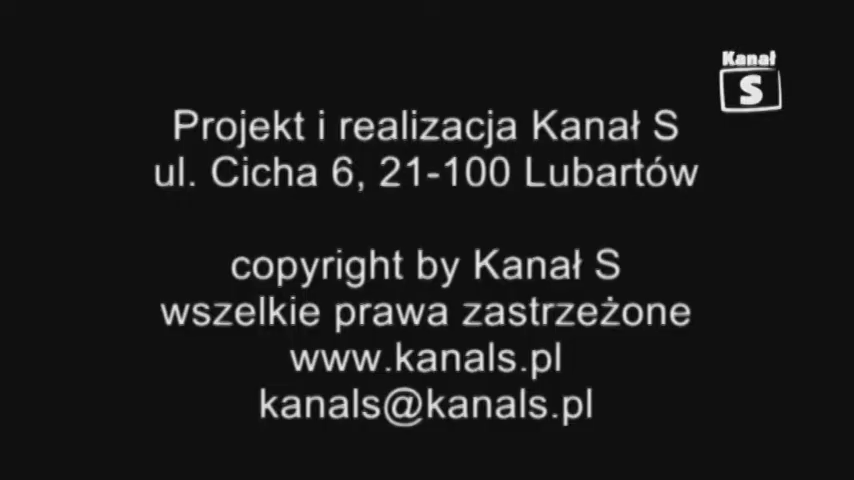 Kanał
S
Projekt i realizacja Kanał S
ul. Cicha 6, 21-100 Lubartów
copyright by Kanał S
wszelkie prawa zastrzeżone
www.kanals.pl
kanals@kanals.pl